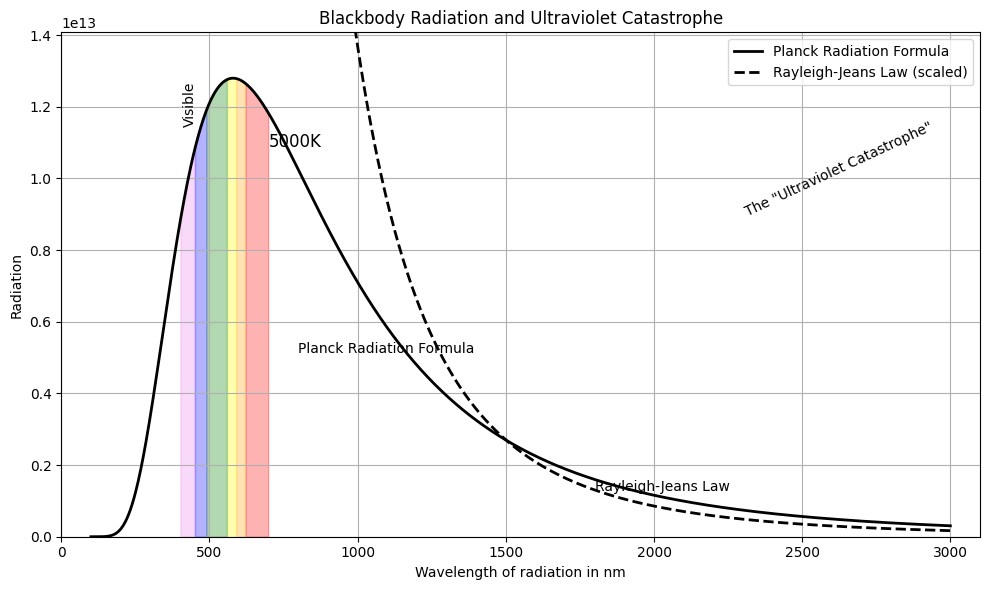 Blackbody Radiation and Ultraviolet Catastrophe
1e13
1.4
1.2
1.0
0.8
0.6
0.4
0.2
0.0
Radiation
Planck Radiation Formula
Rayleigh-Jeans Law (scaled)
Visible
5000K
The "Ultraviolet Catastrophe"
Planck Radiation Formula
Rayleigh-Jeans Law
0 500 1000 1500 2000 2500 3000
Wavelength of radiation in nm